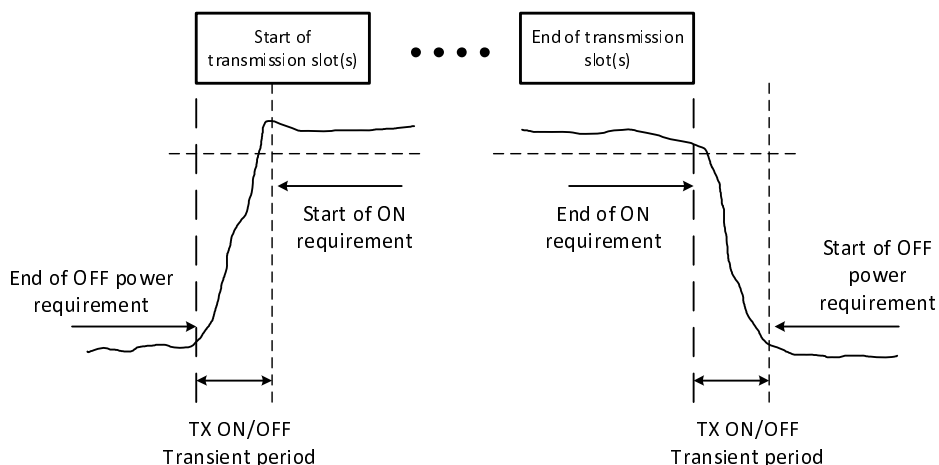 Start of
transmission slot(s)
End of transmission
slot(s)
Start of ON
requirement
End of ON
requirement
Start of OFF
power
requirement
End of OFF power
requirement
TX ON/OFF
Transient period
TX ON/OFF
Transient period